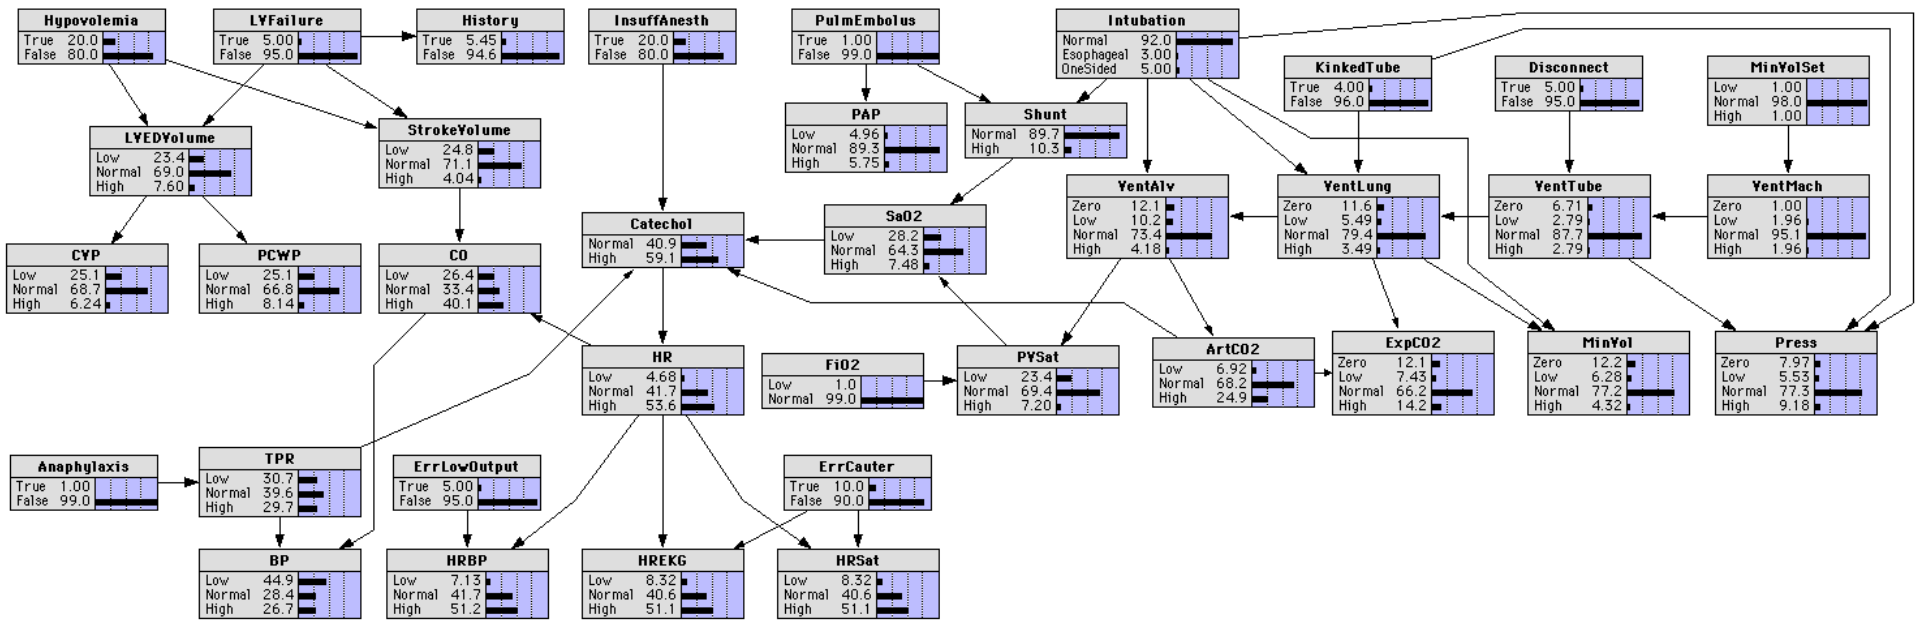 Hypovolemia
True 20.0
False 80.0
LVFailure
True 5.00
False 95.0
History
True 5.45
False 94.6
InsuffAnesth
True 20.0
False 80.0
PulmEmbolus
True 1.00
False 99.0
Intubation
Normal 92.0
Esophageal 3.00
OneSided 5.00
KinkedTube
True 4.00
False 96.0
Disconnect
True 5.00
False 95.0
MinVolSet
Low 1.00
Normal 98.0
High 1.00
LVEDVolume
Low 23.4
Normal 69.0
High 7.60
StrokeVolume
Low 24.8
Normal 71.1
High 4.04
PAP
Low 4.96
Normal 89.3
High 5.75
Shunt
Normal 89.7
High 10.3
VentAlv
Zero 12.1
Low 10.2
Normal 73.4
High 4.18
VentLung
Zero 11.6
Low 5.49
Normal 79.4
High 3.49
VentTube
Zero 6.71
Low 2.79
Normal 87.7
High 2.79
VentMach
Zero 1.00
Low 1.96
Normal 95.1
High 1.96
CVP
Low 25.1
Normal 68.7
High 6.24
PCWP
Low 25.1
Normal 66.8
High 8.14
CO
Low 26.4
Normal 33.4
High 40.1
Catechol
Normal 40.9
High 59.1
SaO2
Low 28.2
Normal 64.3
High 7.48
HR
Low 4.68
Normal 41.7
High 53.6
FiO2
Low 1.0
Normal 99.0
PVSat
Low 23.4
Normal 69.4
High 7.20
ArtCO2
Low 6.92
Normal 68.2
High 24.9
ExpCO2
Zero 12.1
Low 7.43
Normal 66.2
High 14.2
MinVol
Zero 12.2
Low 6.28
Normal 77.2
High 4.32
Press
Zero 7.97
Low 5.53
Normal 77.3
High 9.18
Anaphylaxis
True 1.00
False 99.0
TPR
Low 30.7
Normal 39.6
High 29.7
ErrLowOutput
True 5.00
False 95.0
ErrCauter
True 10.0
False 90.0
BP
Low 44.9
Normal 28.4
High 26.7
HRBP
Low 7.13
Normal 41.7
High 51.2
HREKG
Low 8.32
Normal 40.6
High 51.1
HRSat
Low 8.32
Normal 40.6
High 51.1